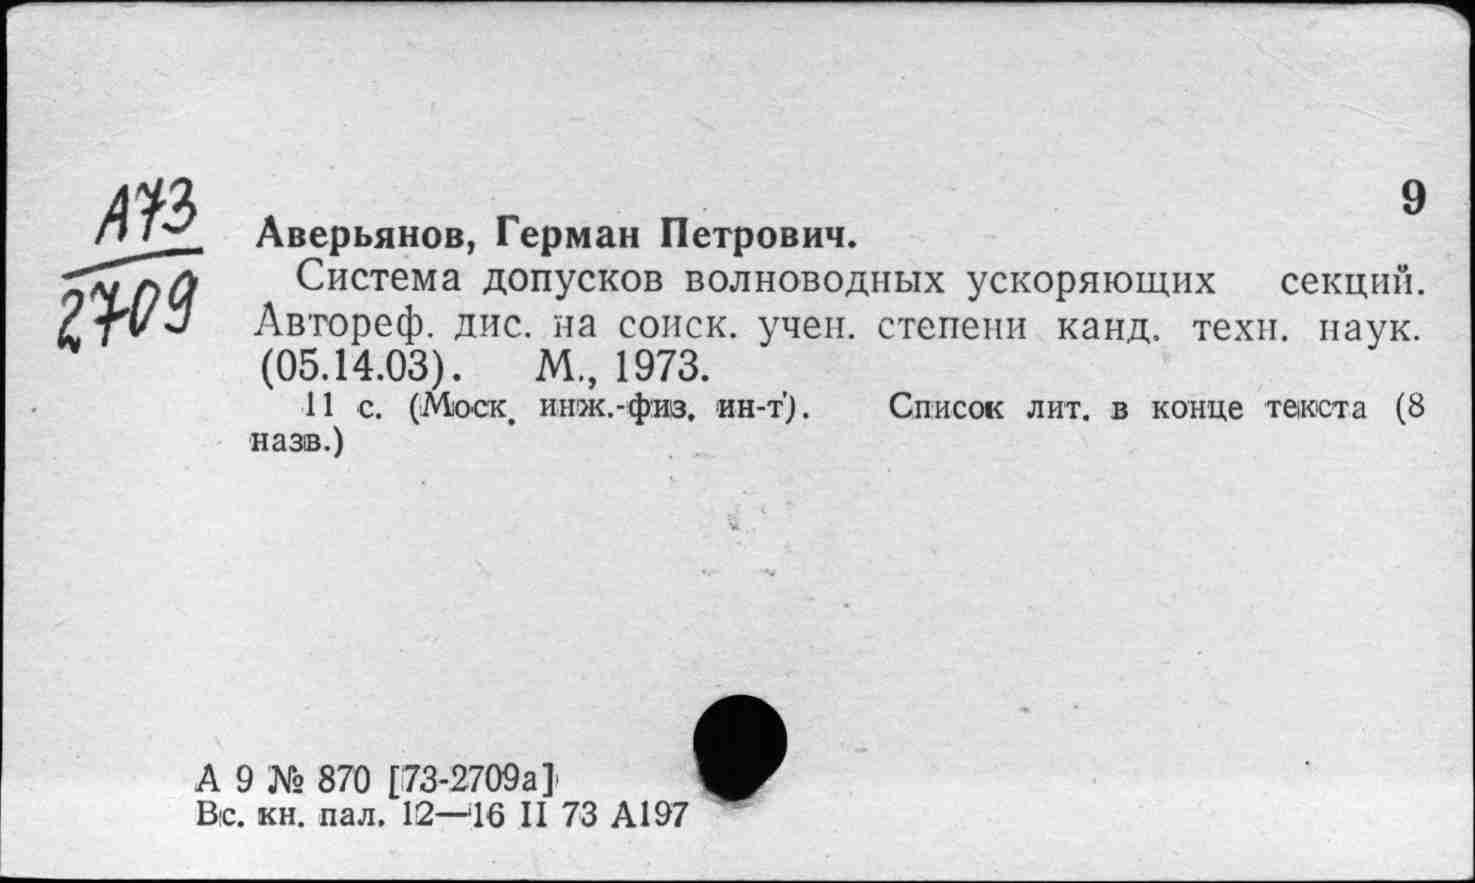 А73
2709
9
Аверьянов, Герман Петрович.
Система допусков волноводных ускоряющих секций.
Автореф. дис. на соиск. учен. степени канд. техн. наук.
(05.14.03). М., 1973.
11 с. (Моск. инж.-физ. ин-т). Список лит. в конце текста (8
назв.)
А 9 № 870 [73-2709а]
Вс. кн. пал. 12—16 II 73 А197